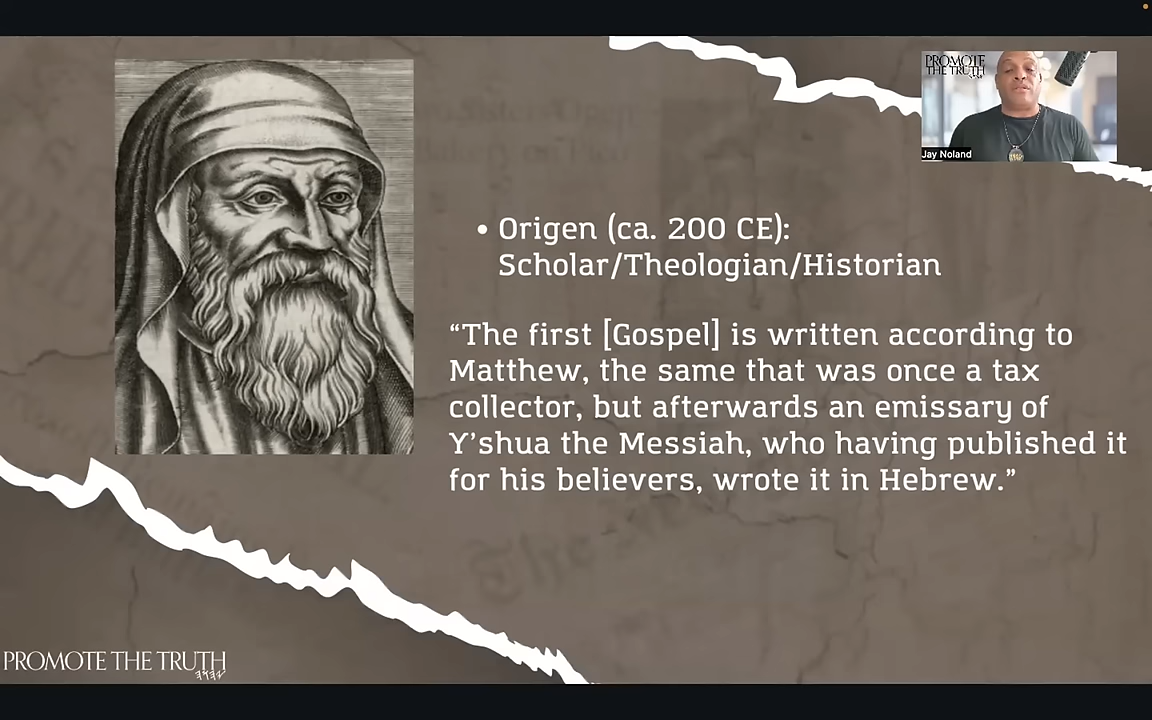 PROMOTE
THE TRUTH
Jay Noland
• Origen (ca. 200 CE):
Scholar/Theologian/Historian
“The first [Gospel] is written according to
Matthew, the same that was once a tax
collector, but afterwards an emissary of
Y’shua the Messiah, who having published it
for his believers, wrote it in Hebrew.”
PROMOTE THE TRUTH